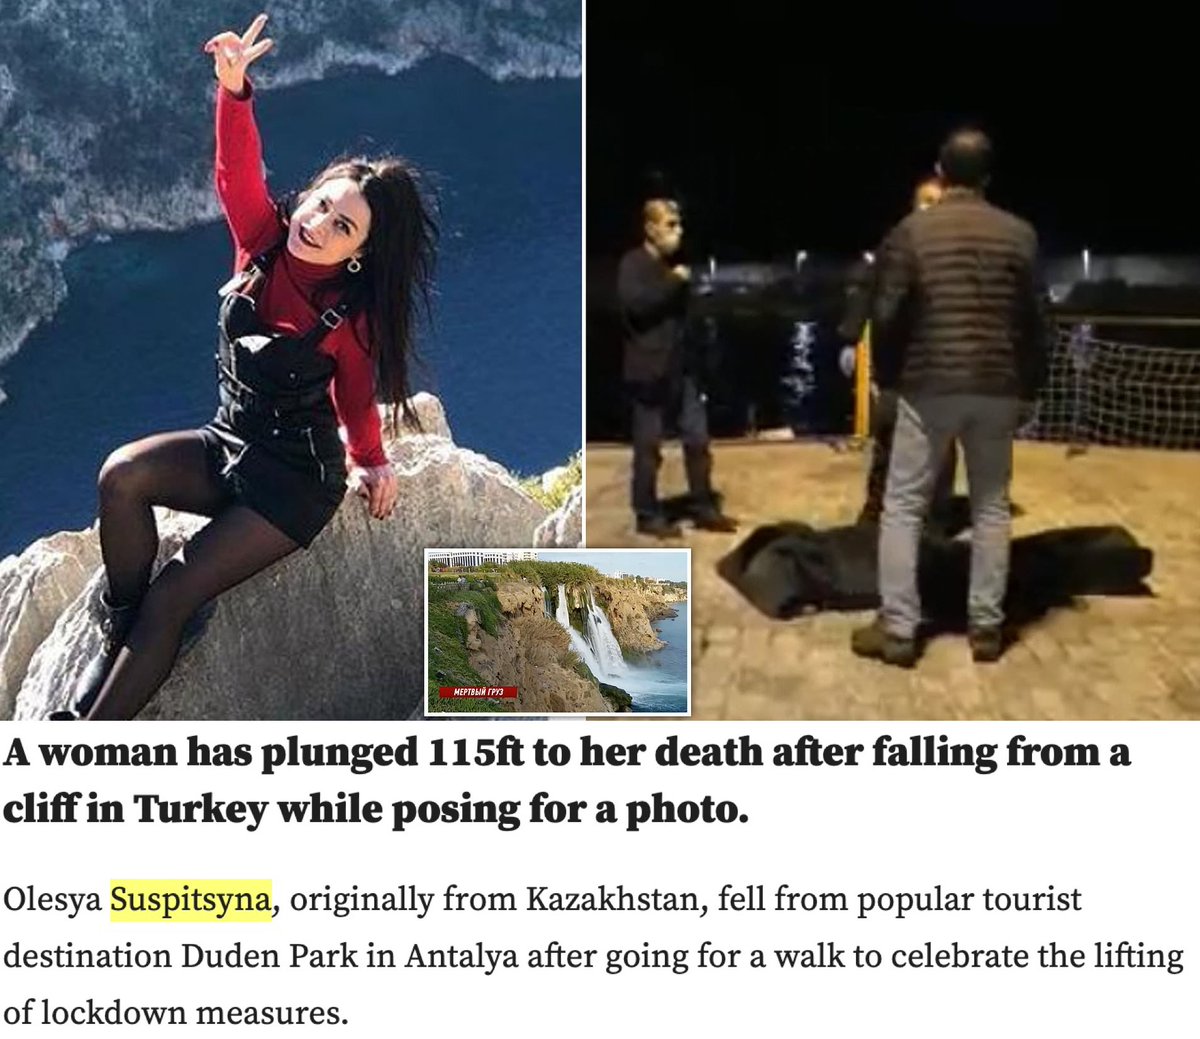 МЕРТВЫЙ ГРУЗ
A woman has plunged 115ft to her death after falling from a
cliff in Turkey while posing for a photo.
Olesya Suspitsyna, originally from Kazakhstan, fell from popular tourist
destination Duden Park in Antalya after going for a walk to celebrate the lifting
of lockdown measures.